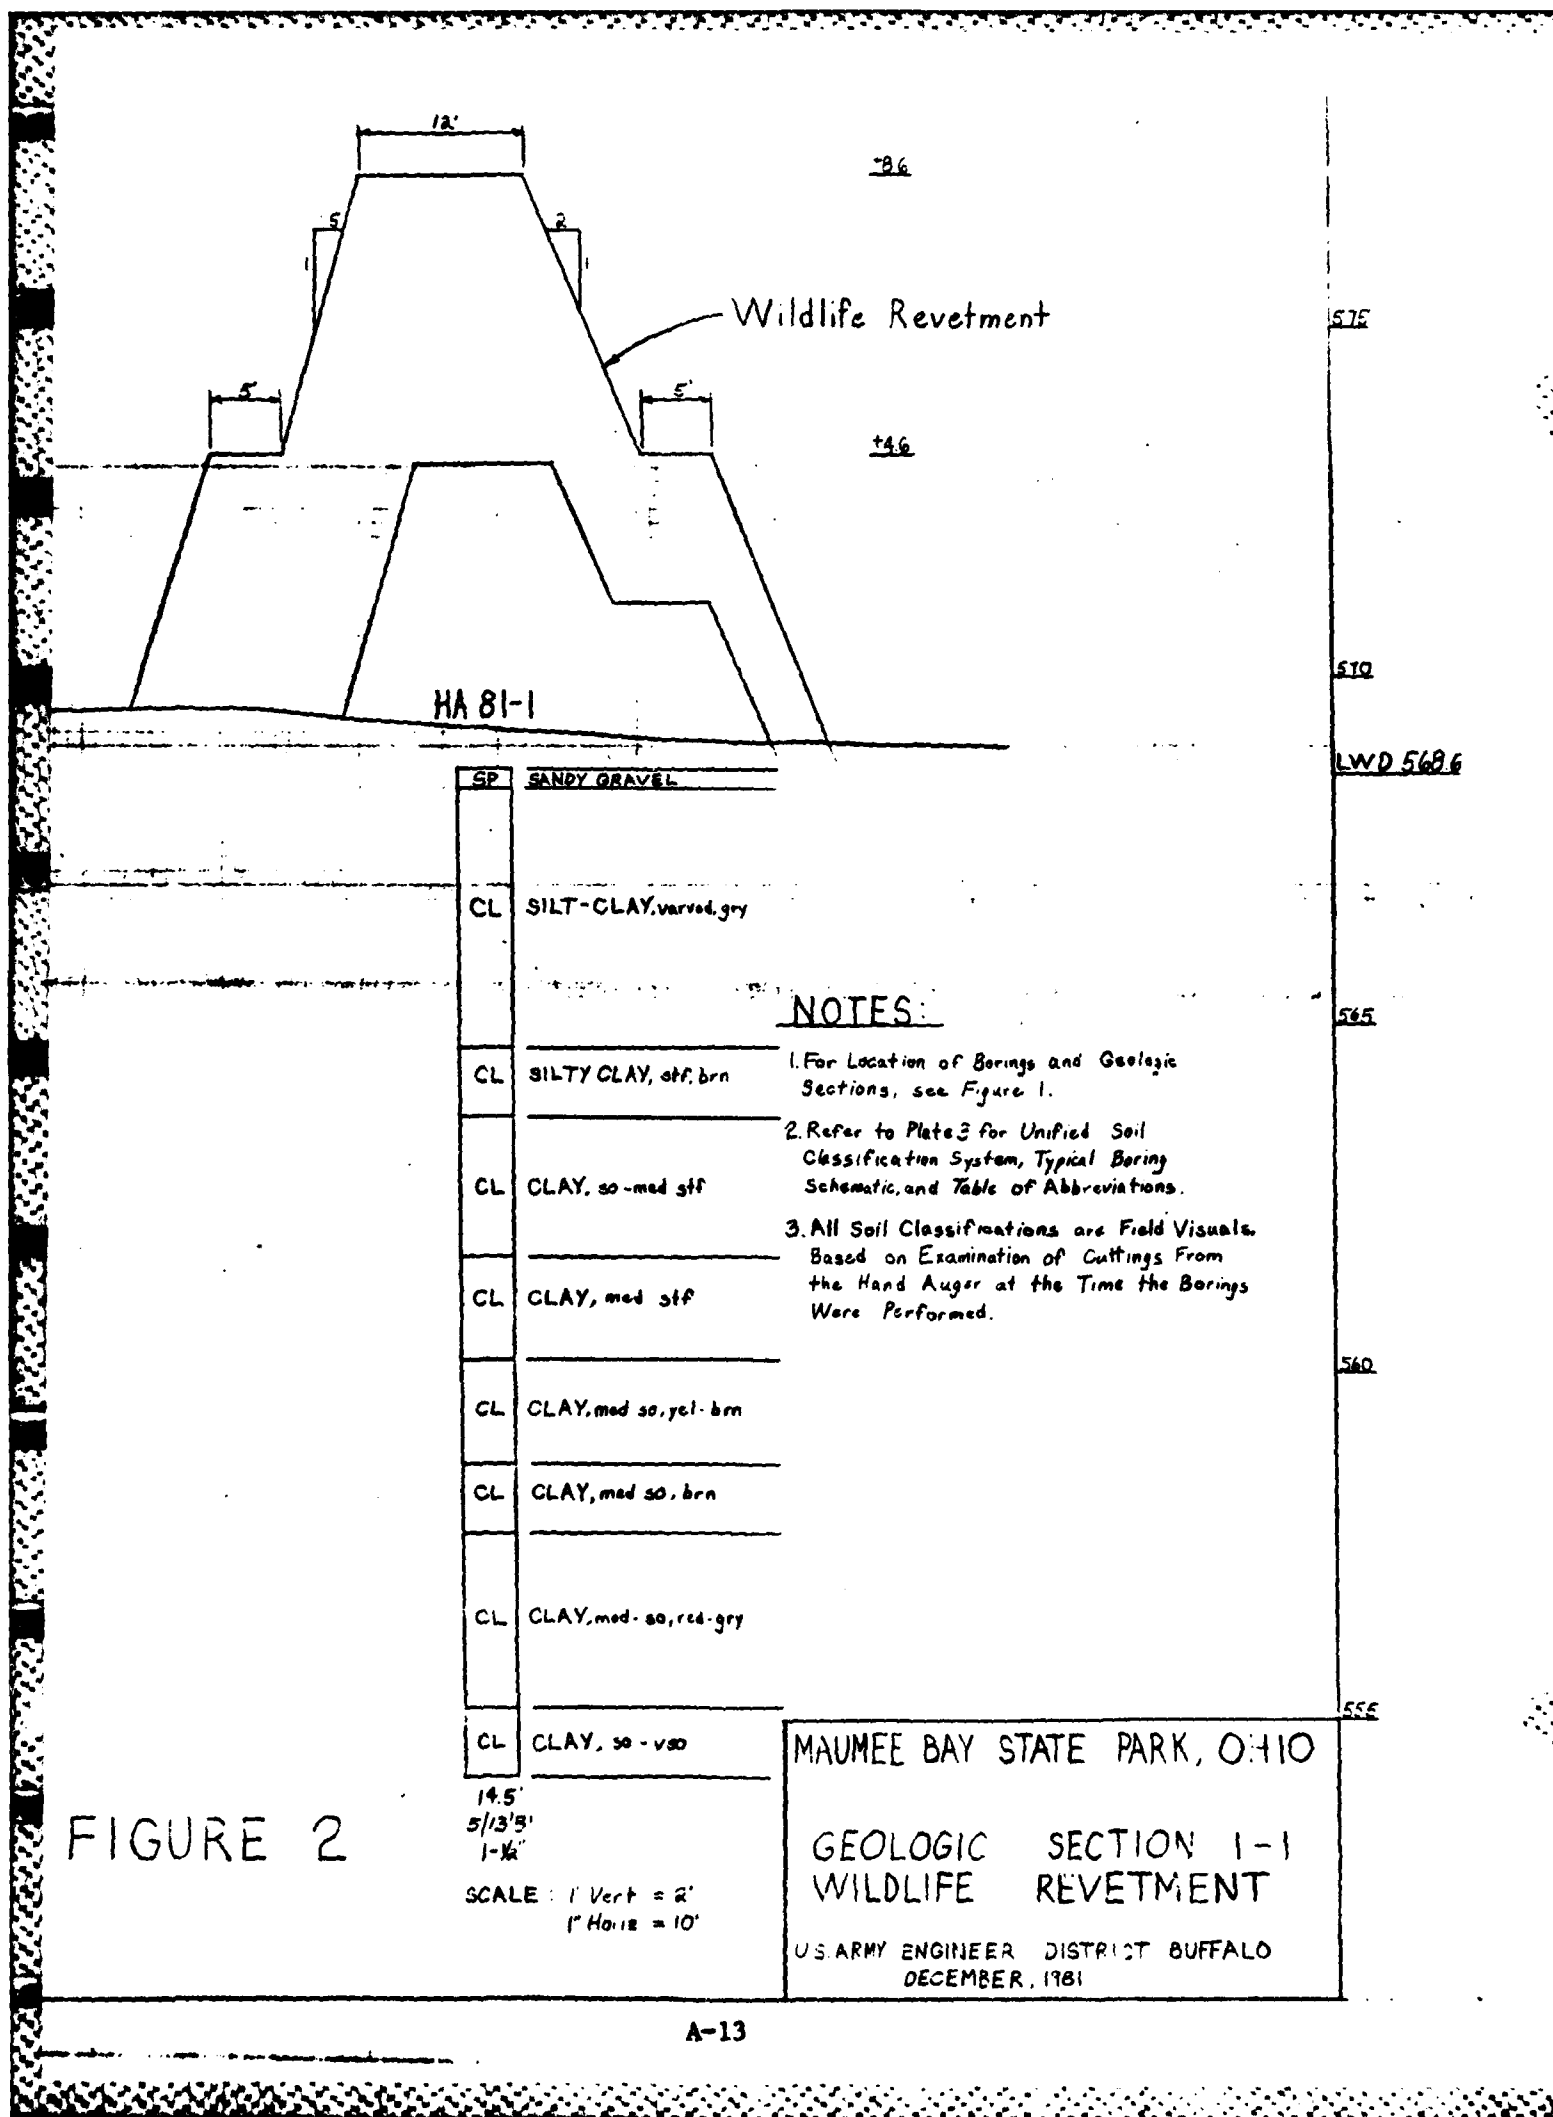 12'
+8.6
5
2
1
1
Wildlife Revetment
575
5'
5'
+4.6
570
HA 81-1
LWD 568.6
SP SANDY GRAVEL
CL SILT-CLAY, varved, gry
NOTES:
565
1. For Location of Borings and Geologic
Sections, see Figure 1.
CL SILTY CLAY, stf, brn
2. Refer to Plate 3 for Unified Soil
Classification System, Typical Boring
Schematic, and Table of Abbreviations.
CL CLAY, so-med stf
3. All Soil Classifications are Field Visuals.
Based on Examination of Cuttings From
the Hand Auger at the Time the Borings
Were Performed.
CL CLAY, med stf
560
CL CLAY, med so, yel-brn
CL CLAY, med so, brn
CL CLAY, med-so, red-gry
555
CL CLAY, so-vso
14.5'
MAUMEE BAY STATE PARK, OHIO
GEOLOGIC SECTION 1-1
WILDLIFE REVETMENT
US ARMY ENGINEER DISTRICT BUFFALO
DECEMBER, 1981
FIGURE 2
SCALE: 1" Vert = 2'
1" Horiz = 10'
A-13